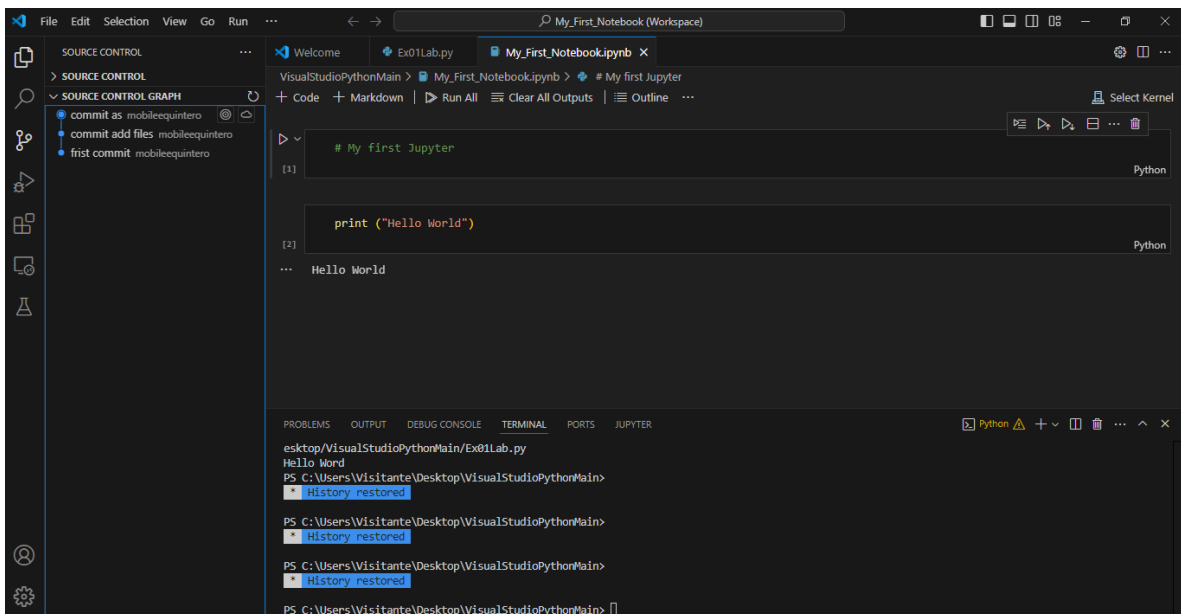 File Edit Selection View Go Run ··· My_First_Notebook (Workspace)
SOURCE CONTROL ···
SOURCE CONTROL
SOURCE CONTROL GRAPH
commit as mobileequintero
commit add files mobileequintero
frist commit mobileequintero
Welcome Ex01Lab.py My_First_Notebook.ipynb
VisualStudioPythonMain > My_First_Notebook.ipynb > # My first Jupyter
+ Code + Markdown | Run All Clear All Outputs | Outline ··· Select Kernel
# My first Jupyter
[1] Python
print ("Hello World")
[2] Python
··· Hello World
PROBLEMS OUTPUT DEBUG CONSOLE TERMINAL PORTS JUPYTER Python
esktop/VisualStudioPythonMain/Ex01Lab.py
Hello Word
PS C:\Users\Visitante\Desktop\VisualStudioPythonMain>
* History restored
PS C:\Users\Visitante\Desktop\VisualStudioPythonMain>
* History restored
PS C:\Users\Visitante\Desktop\VisualStudioPythonMain>
* History restored
PS C:\Users\Visitante\Desktop\VisualStudioPythonMain>